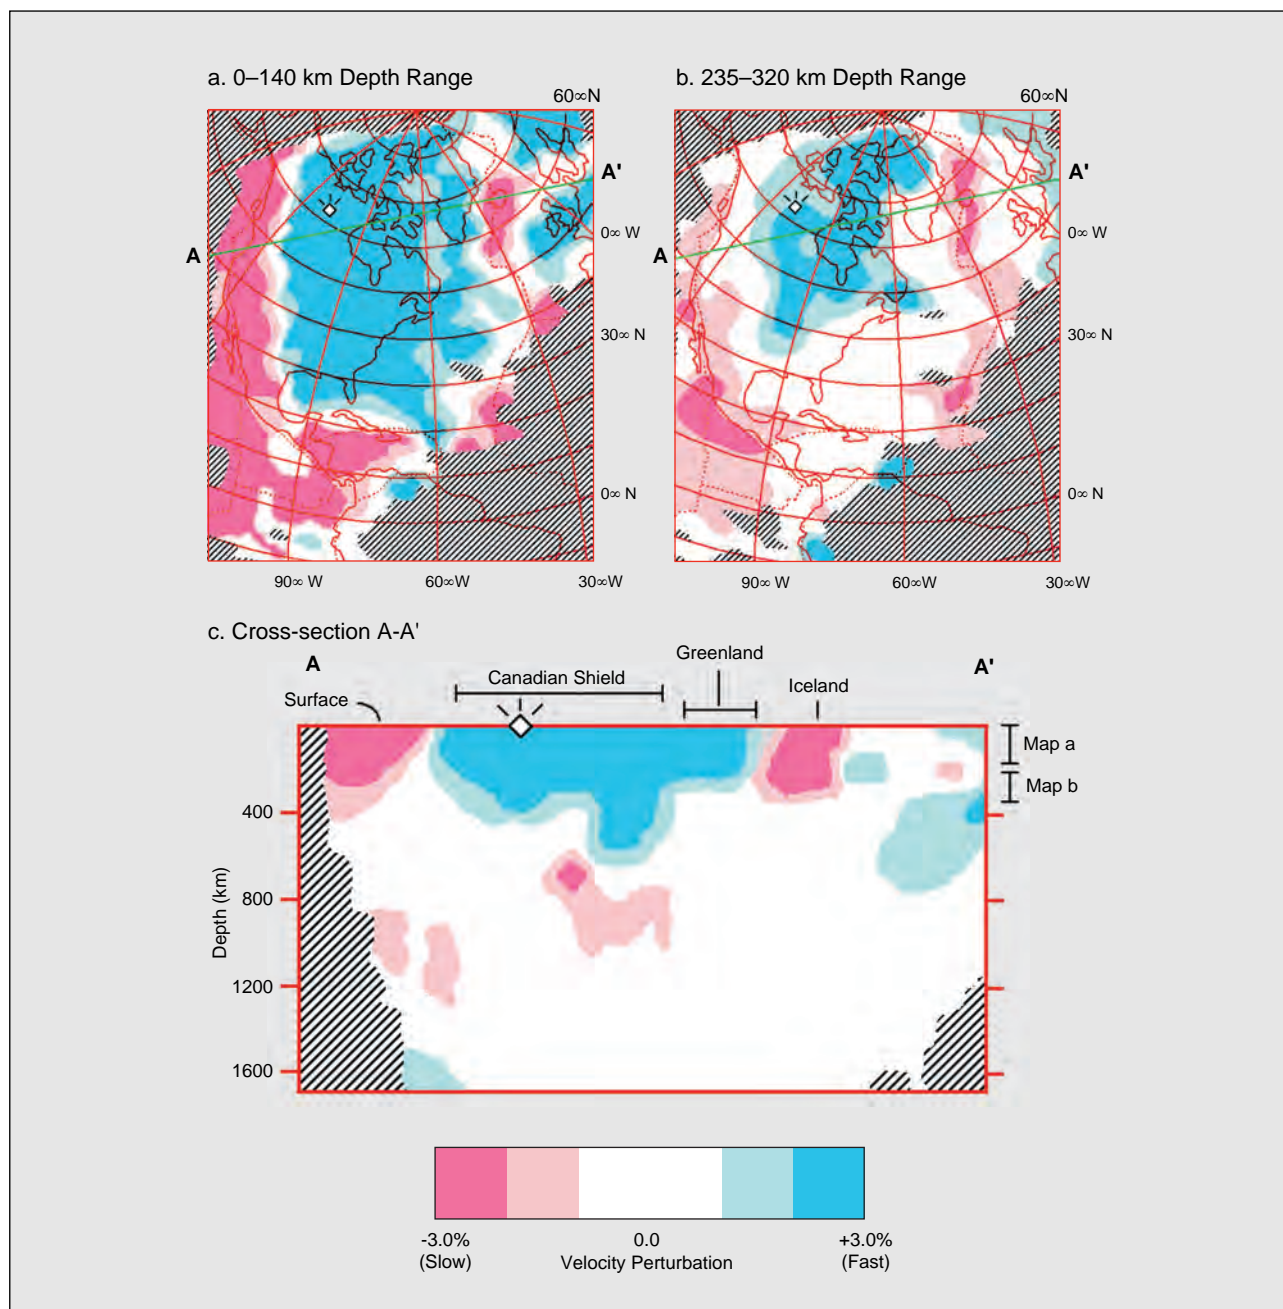 a. 0–140 km Depth Range
60∞N
A'
0∞ W
A
30∞ N
0∞ N
90∞ W
60∞W
30∞W
b. 235–320 km Depth Range
60∞N
A'
0∞ W
A
30∞ N
0∞ N
90∞ W
60∞W
30∞W
c. Cross-section A-A'
A
Surface
Canadian Shield
Greenland
Iceland
A'
Map a
Map b
Depth (km)
400
800
1200
1600
-3.0%
(Slow)
0.0
Velocity Perturbation
+3.0%
(Fast)